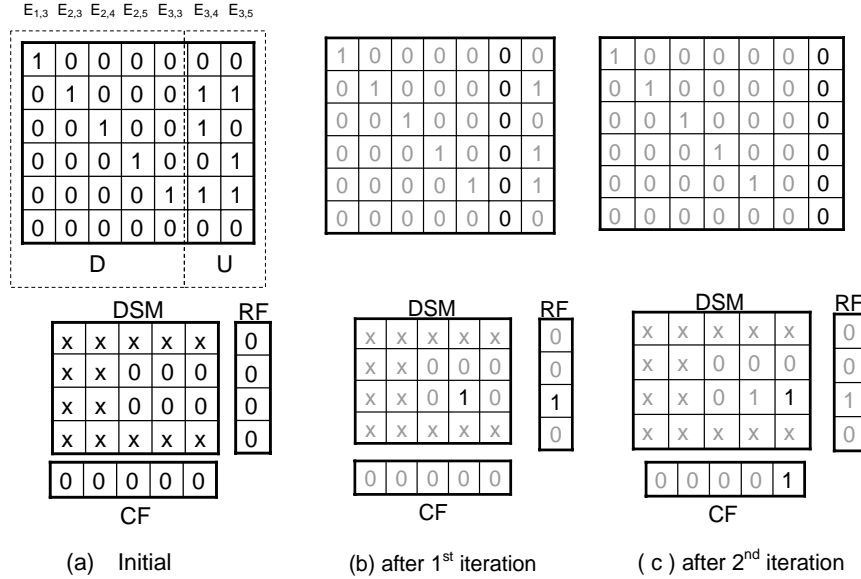 E1,3 E2,3 E2,4 E2,5 E3,3 E3,4 E3,5
1 0 0 0 0 0 0
0 1 0 0 0 1 1
0 0 1 0 0 1 0
0 0 0 1 0 0 1
0 0 0 0 1 1 1
0 0 0 0 0 0 0
D U
1 0 0 0 0 0 0
0 1 0 0 0 0 1
0 0 1 0 0 0 0
0 0 0 1 0 0 1
0 0 0 0 1 0 1
0 0 0 0 0 0 0
1 0 0 0 0 0 0
0 1 0 0 0 0 0
0 0 1 0 0 0 0
0 0 0 1 0 0 0
0 0 0 0 1 0 0
0 0 0 0 0 0 0
DSM RF
x x x x x 0
x x 0 0 0 0
x x 0 0 0 0
x x x x x 0
0 0 0 0 0
CF
DSM RF
x x x x x 0
x x 0 0 0 0
x x 0 1 0 1
x x x x x 0
0 0 0 0 0
CF
DSM RF
x x x x x 0
x x 0 0 0 0
x x 0 1 1 1
x x x x x 0
0 0 0 0 1
CF
(a) Initial
(b) after 1st iteration
( c ) after 2nd iteration